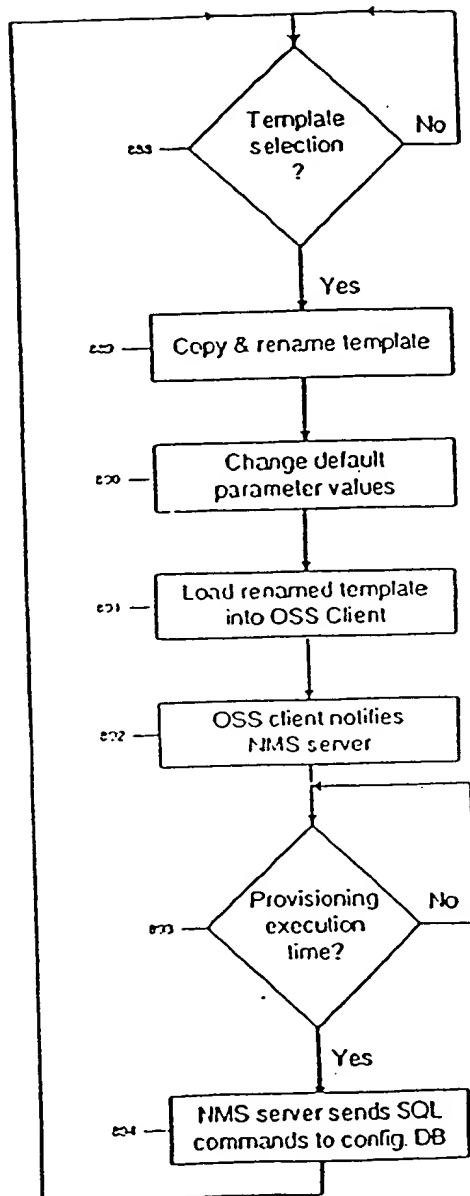 Template
selection
?
No
Yes
Copy & rename template
Change default
parameter values
Load renamed template
into OSS Client
OSS client notifies
NMS server
Provisioning
execution
time?
No
Yes
NMS server sends SQL
commands to config. DB